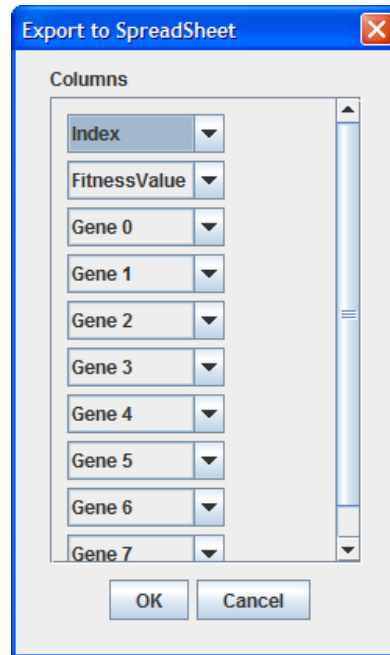 Export to SpreadSheet
Columns
Index
FitnessValue
Gene 0
Gene 1
Gene 2
Gene 3
Gene 4
Gene 5
Gene 6
Gene 7
OK Cancel